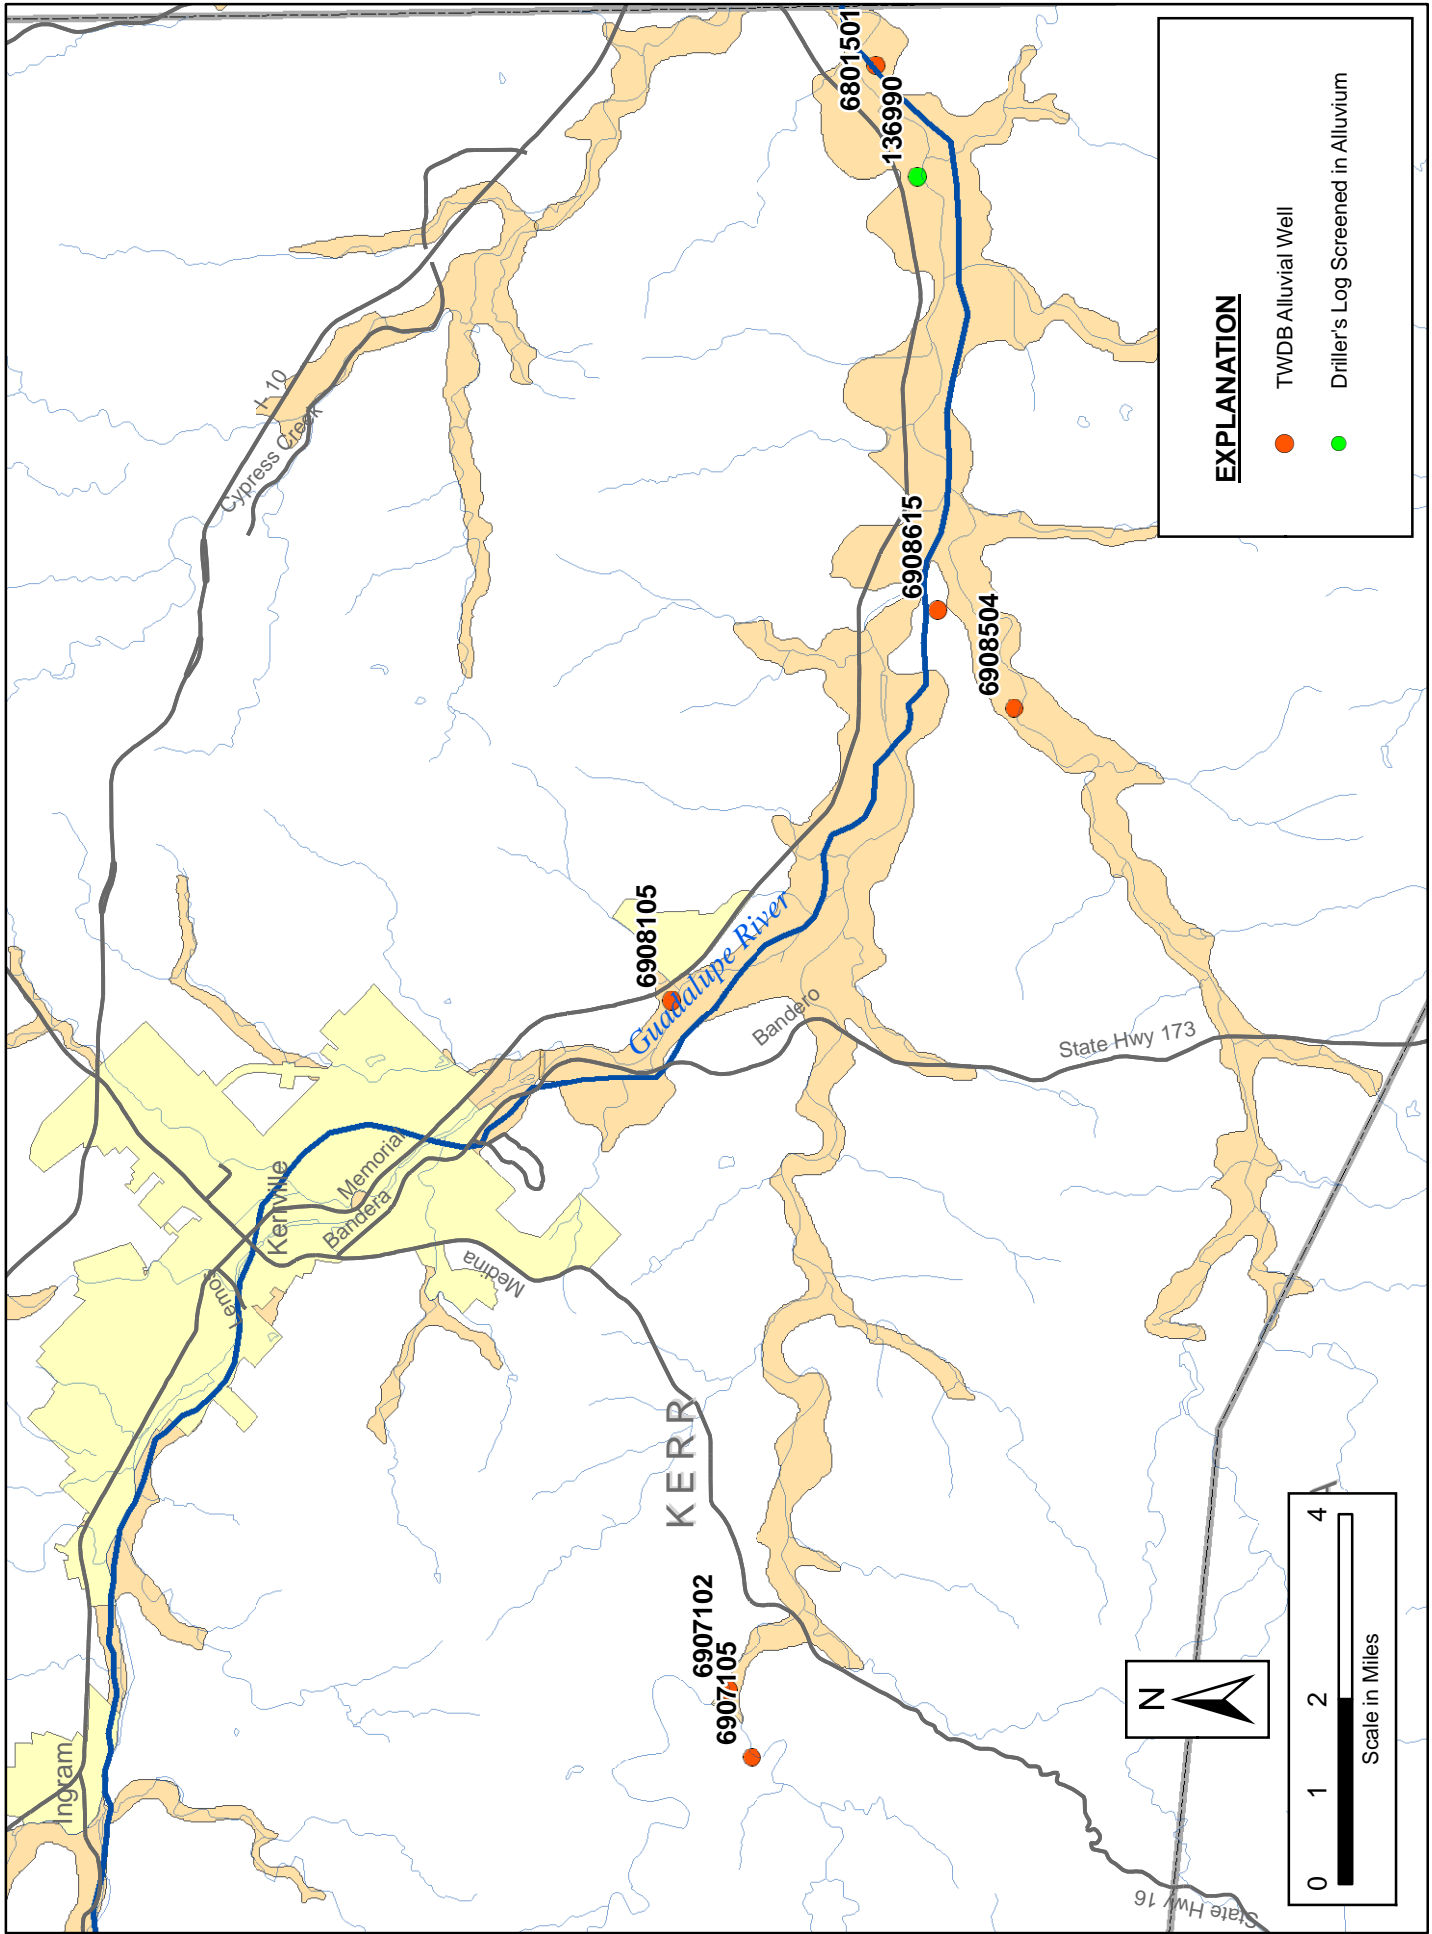 Ingram
Lemos
Kerrville
I- 10
Cypress Creek
Memorial
Bandera
Medina
6908105
Guadalupe River
KERR
6907102
6907105
Bandero
6801501
136990
6908615
6908504
State Hwy 173
State Hwy 16
N
EXPLANATION
TWDB Alluvial Well
Driller's Log Screened in Alluvium
A
0 1 2 4
Scale in Miles